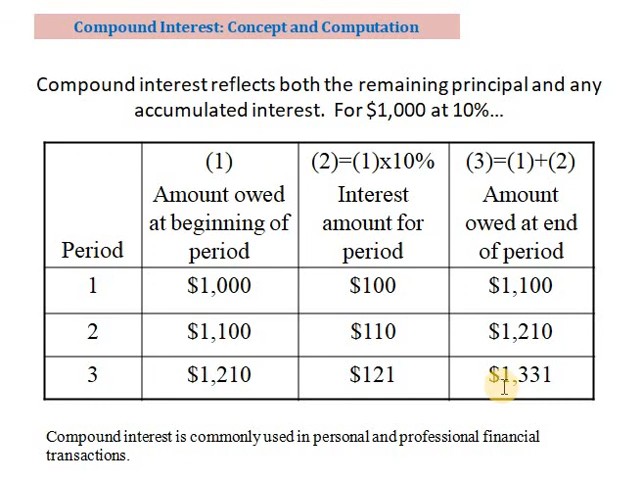 Compound Interest: Concept and Computation
Compound interest reflects both the remaining principal and any
accumulated interest. For $1,000 at 10%...
Period
(1)
Amount owed
at beginning of
period
(2)=(1)x10%
Interest
amount for
period
(3)=(1)+(2)
Amount
owed at end
of period
1 $1,000 $100 $1,100
2 $1,100 $110 $1,210
3 $1,210 $121 $1,331
Compound interest is commonly used in personal and professional financial
transactions.